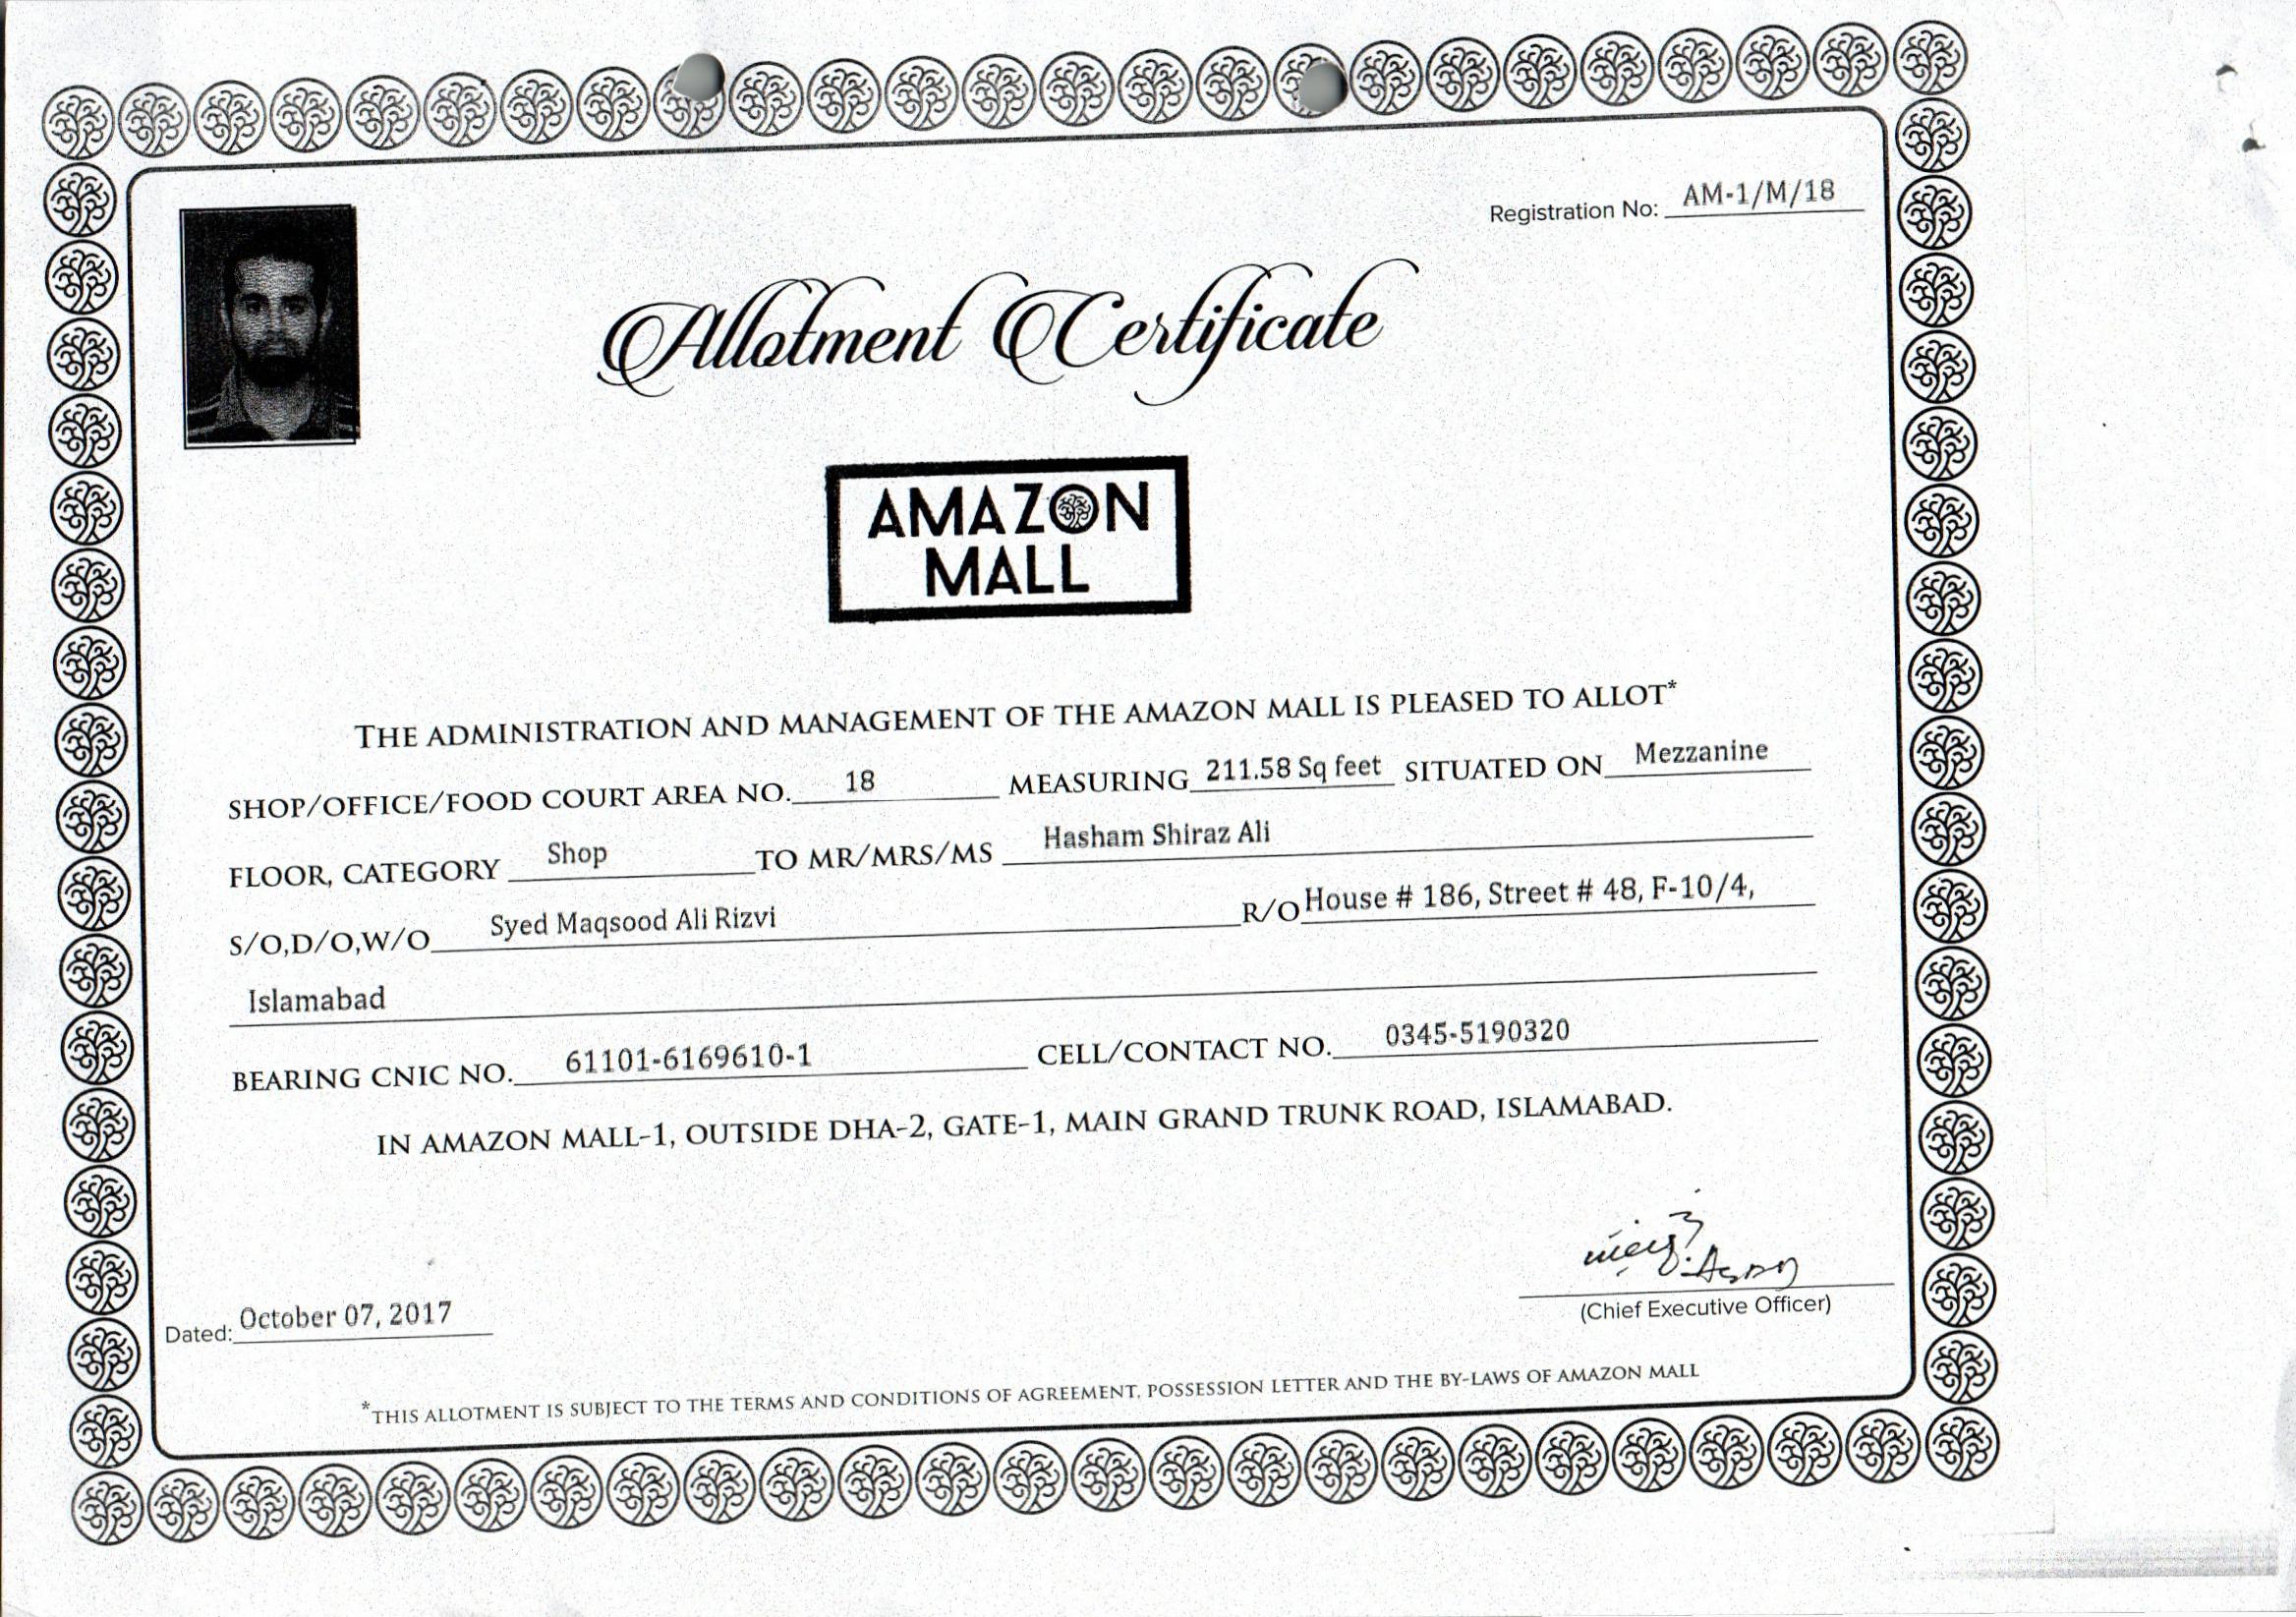 Registration No: AM-1/M/18
Allotment Certificate
AMAZON
MALL
THE ADMINISTRATION AND MANAGEMENT OF THE AMAZON MALL IS PLEASED TO ALLOT*
SHOP/OFFICE/FOOD COURT AREA NO. 18 MEASURING 211.58 Sq feet SITUATED ON Mezzanine
FLOOR, CATEGORY Shop TO MR/MRS/MS Hasham Shiraz Ali
S/O,D/O,W/O Syed Maqsood Ali Rizvi R/O House # 186, Street # 48, F-10/4,
Islamabad
BEARING CNIC NO. 61101-6169610-1 CELL/CONTACT NO. 0345-5190320
IN AMAZON MALL-1, OUTSIDE DHA-2, GATE-1, MAIN GRAND TRUNK ROAD, ISLAMABAD.
Dated: October 07, 2017
(Chief Executive Officer)
*THIS ALLOTMENT IS SUBJECT TO THE TERMS AND CONDITIONS OF AGREEMENT, POSSESSION LETTER AND THE BY-LAWS OF AMAZON MALL